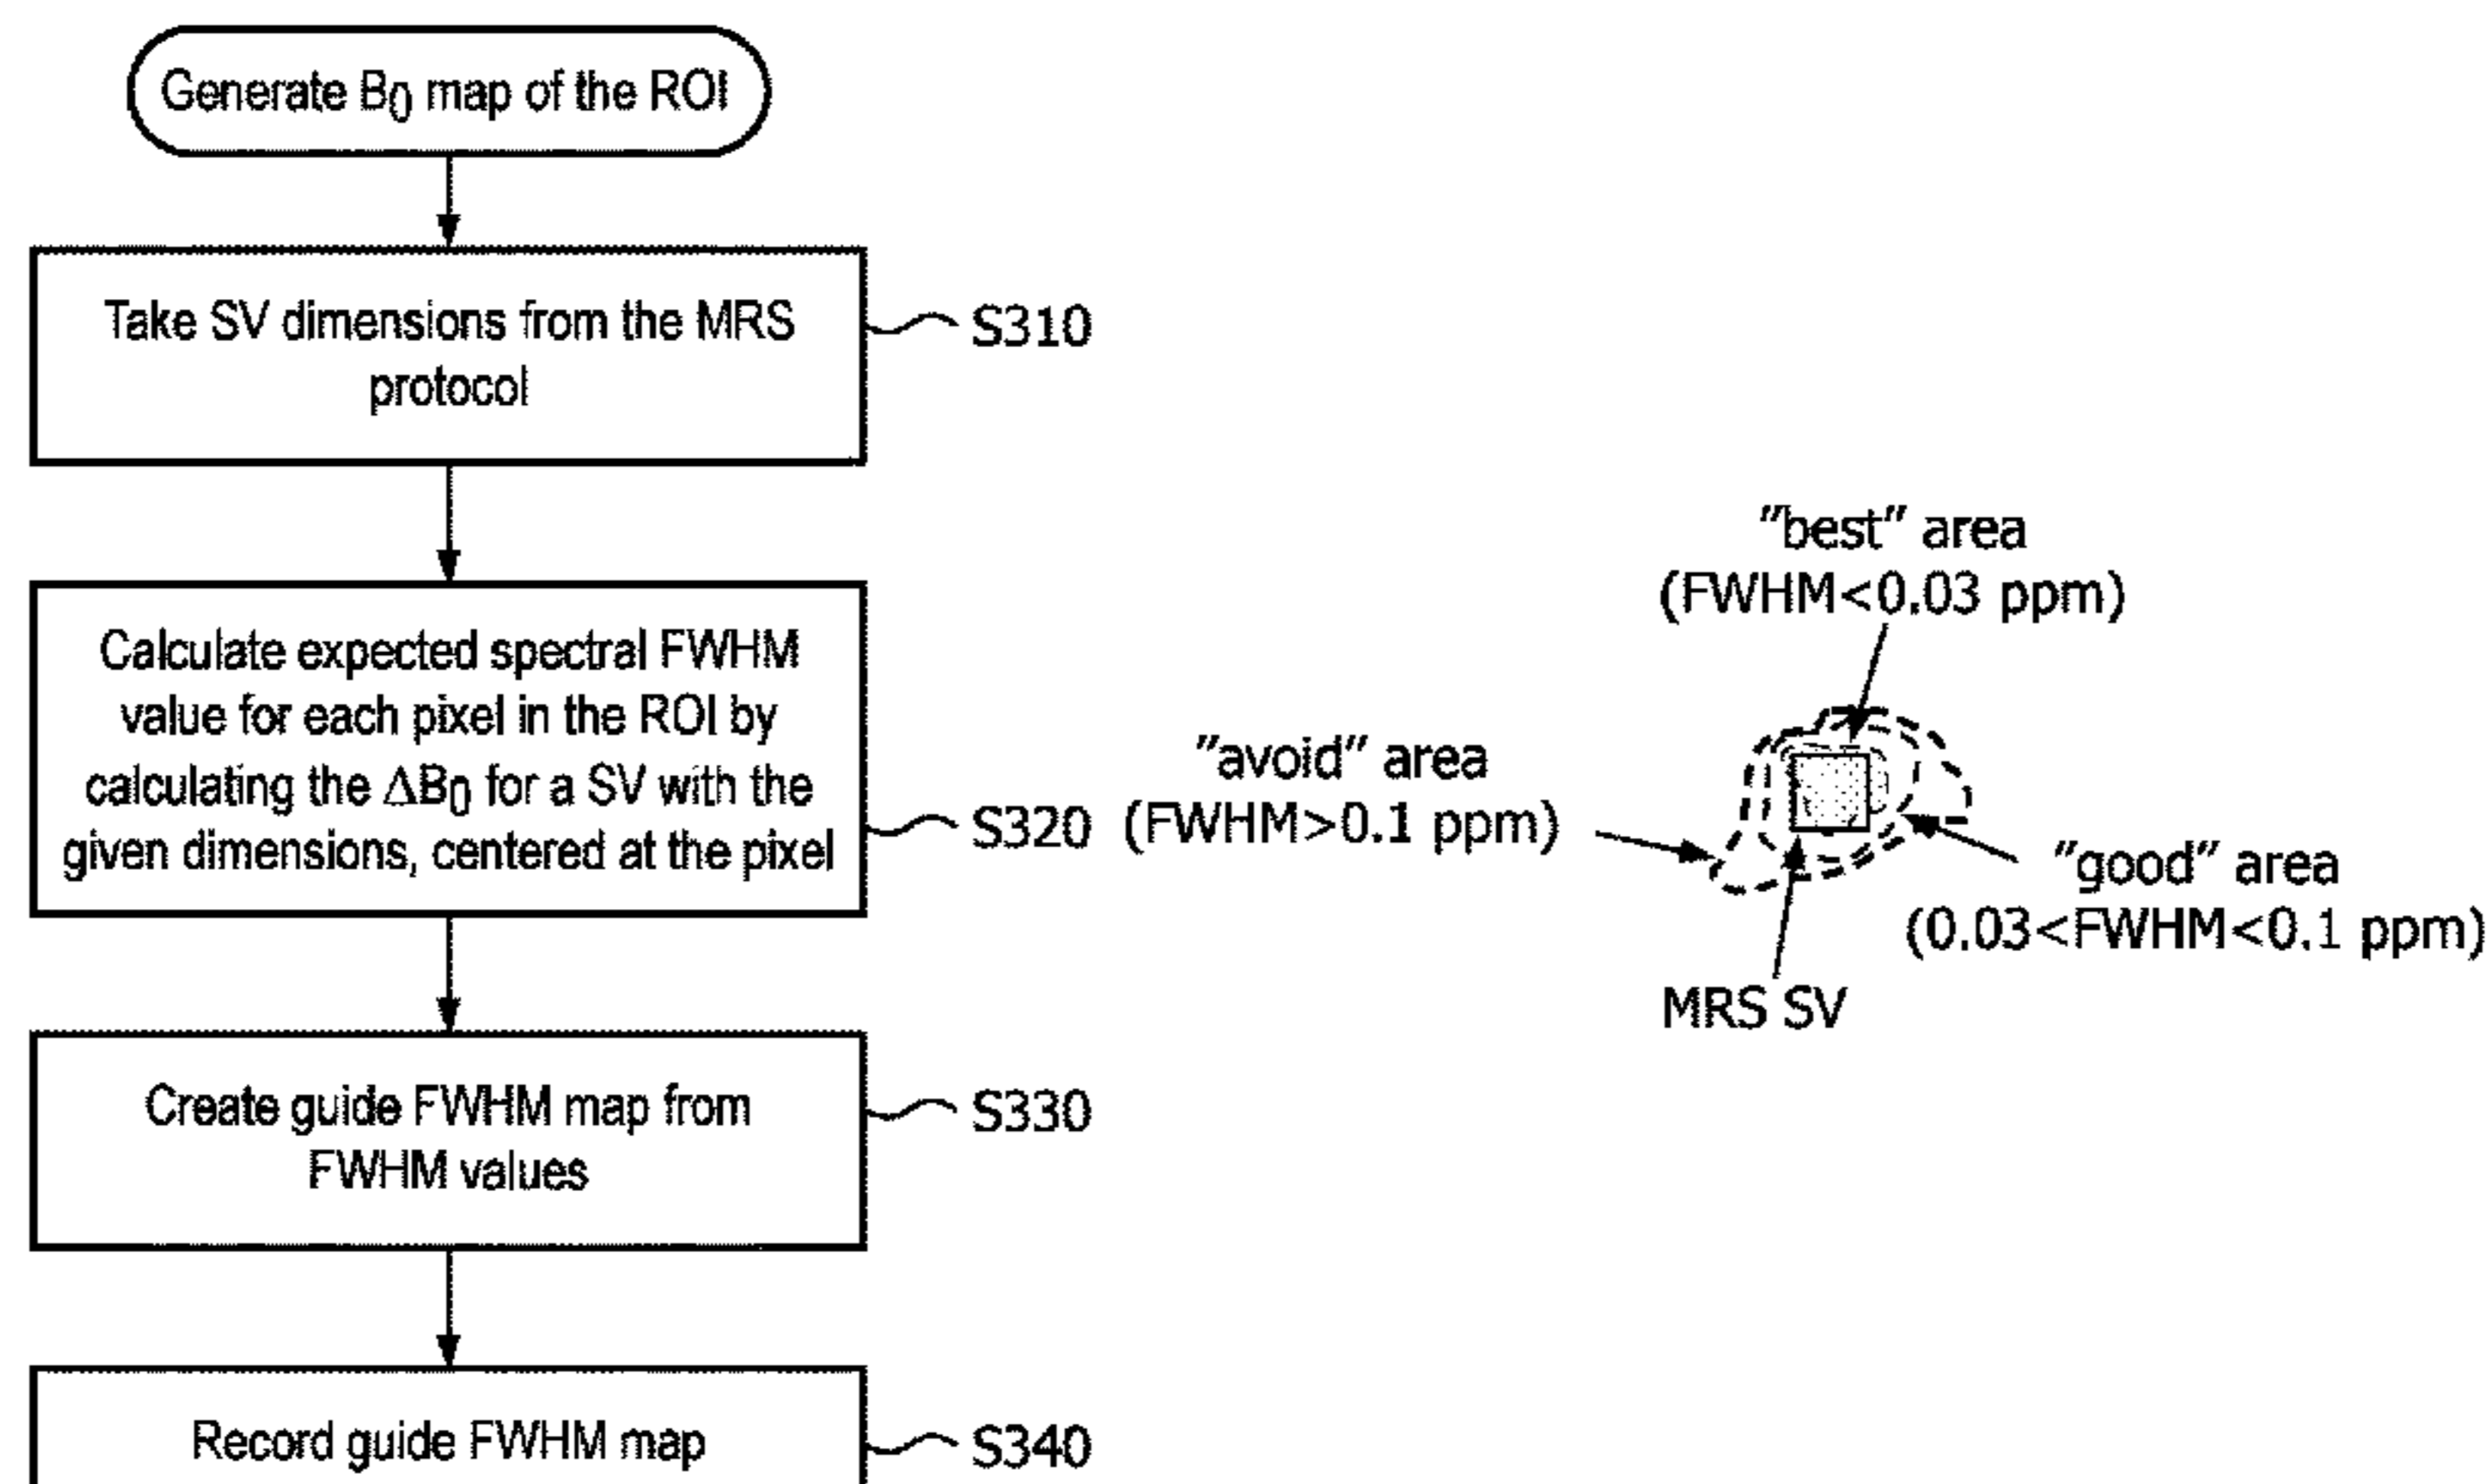 Generate B0 map of the ROI
Take SV dimensions from the MRS
protocol
S310
Calculate expected spectral FWHM
value for each pixel in the ROI by
calculating the ΔB0 for a SV with the
given dimensions, centered at the pixel
S320
Create guide FWHM map from
FWHM values
S330
Record guide FWHM map
S340
"best" area
(FWHM<0.03 ppm)
"avoid" area
(FWHM>0.1 ppm)
"good" area
(0.03<FWHM<0.1 ppm)
MRS SV